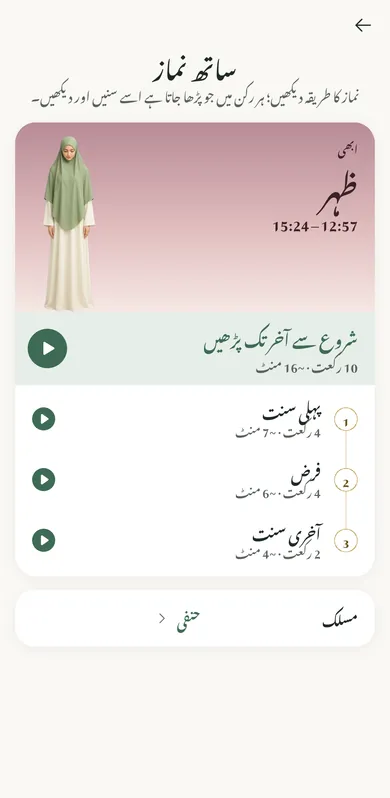 ساتھ نماز
نماز کا طریقہ دیکھیں؛ ہر رکن میں جو پڑھا جاتا ہے اسے سنیں اور دیکھیں۔
ابھی
ظہر
12:57–15:24
شروع سے آخر تک پڑھیں
10 رکعت · ~16 منٹ
1
پہلی سنت
4 رکعت · ~7 منٹ
2
فرض
4 رکعت · ~6 منٹ
3
آخری سنت
2 رکعت · ~4 منٹ
مسلک
حنفی